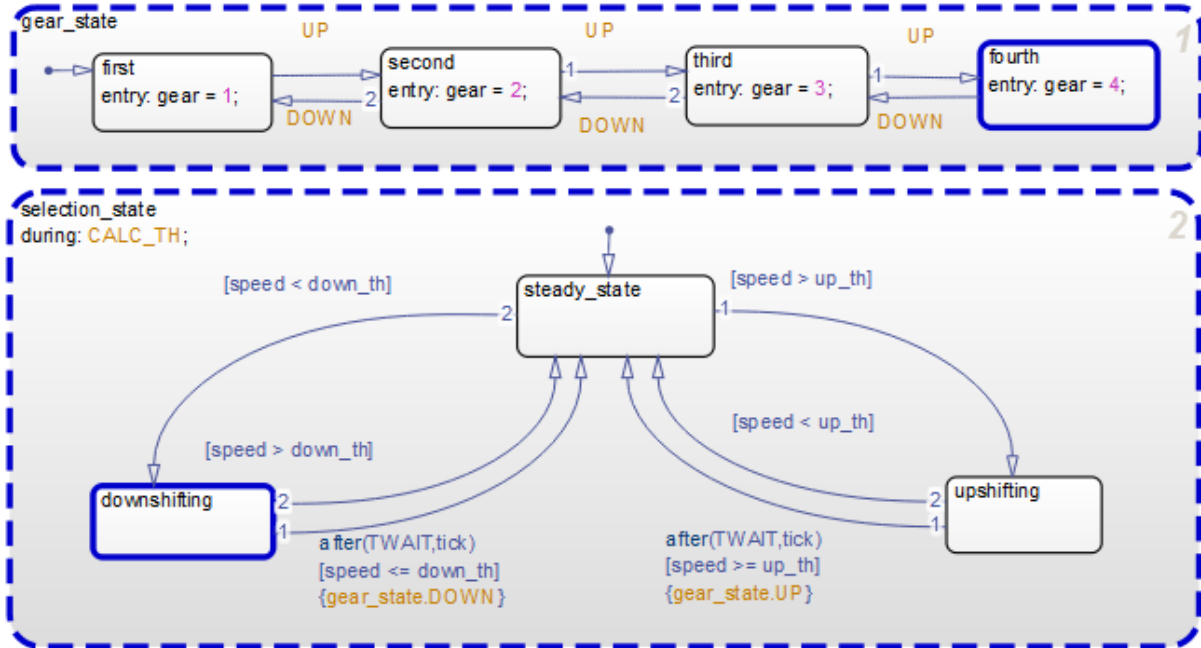 gear_state
1
UP
UP
UP
first
entry: gear = 1;
second
entry: gear = 2;
third
entry: gear = 3;
fourth
entry: gear = 4;
1
1
2
2
DOWN
DOWN
DOWN
selection_state
during: CALC_TH;
2
[speed < down_th]
steady_state
[speed > up_th]
2
1
[speed > down_th]
[speed < up_th]
downshifting
2
1
upshifting
2
1
after(TWAIT,tick)
[speed <= down_th]
{gear_state.DOWN}
after(TWAIT,tick)
[speed >= up_th]
{gear_state.UP}